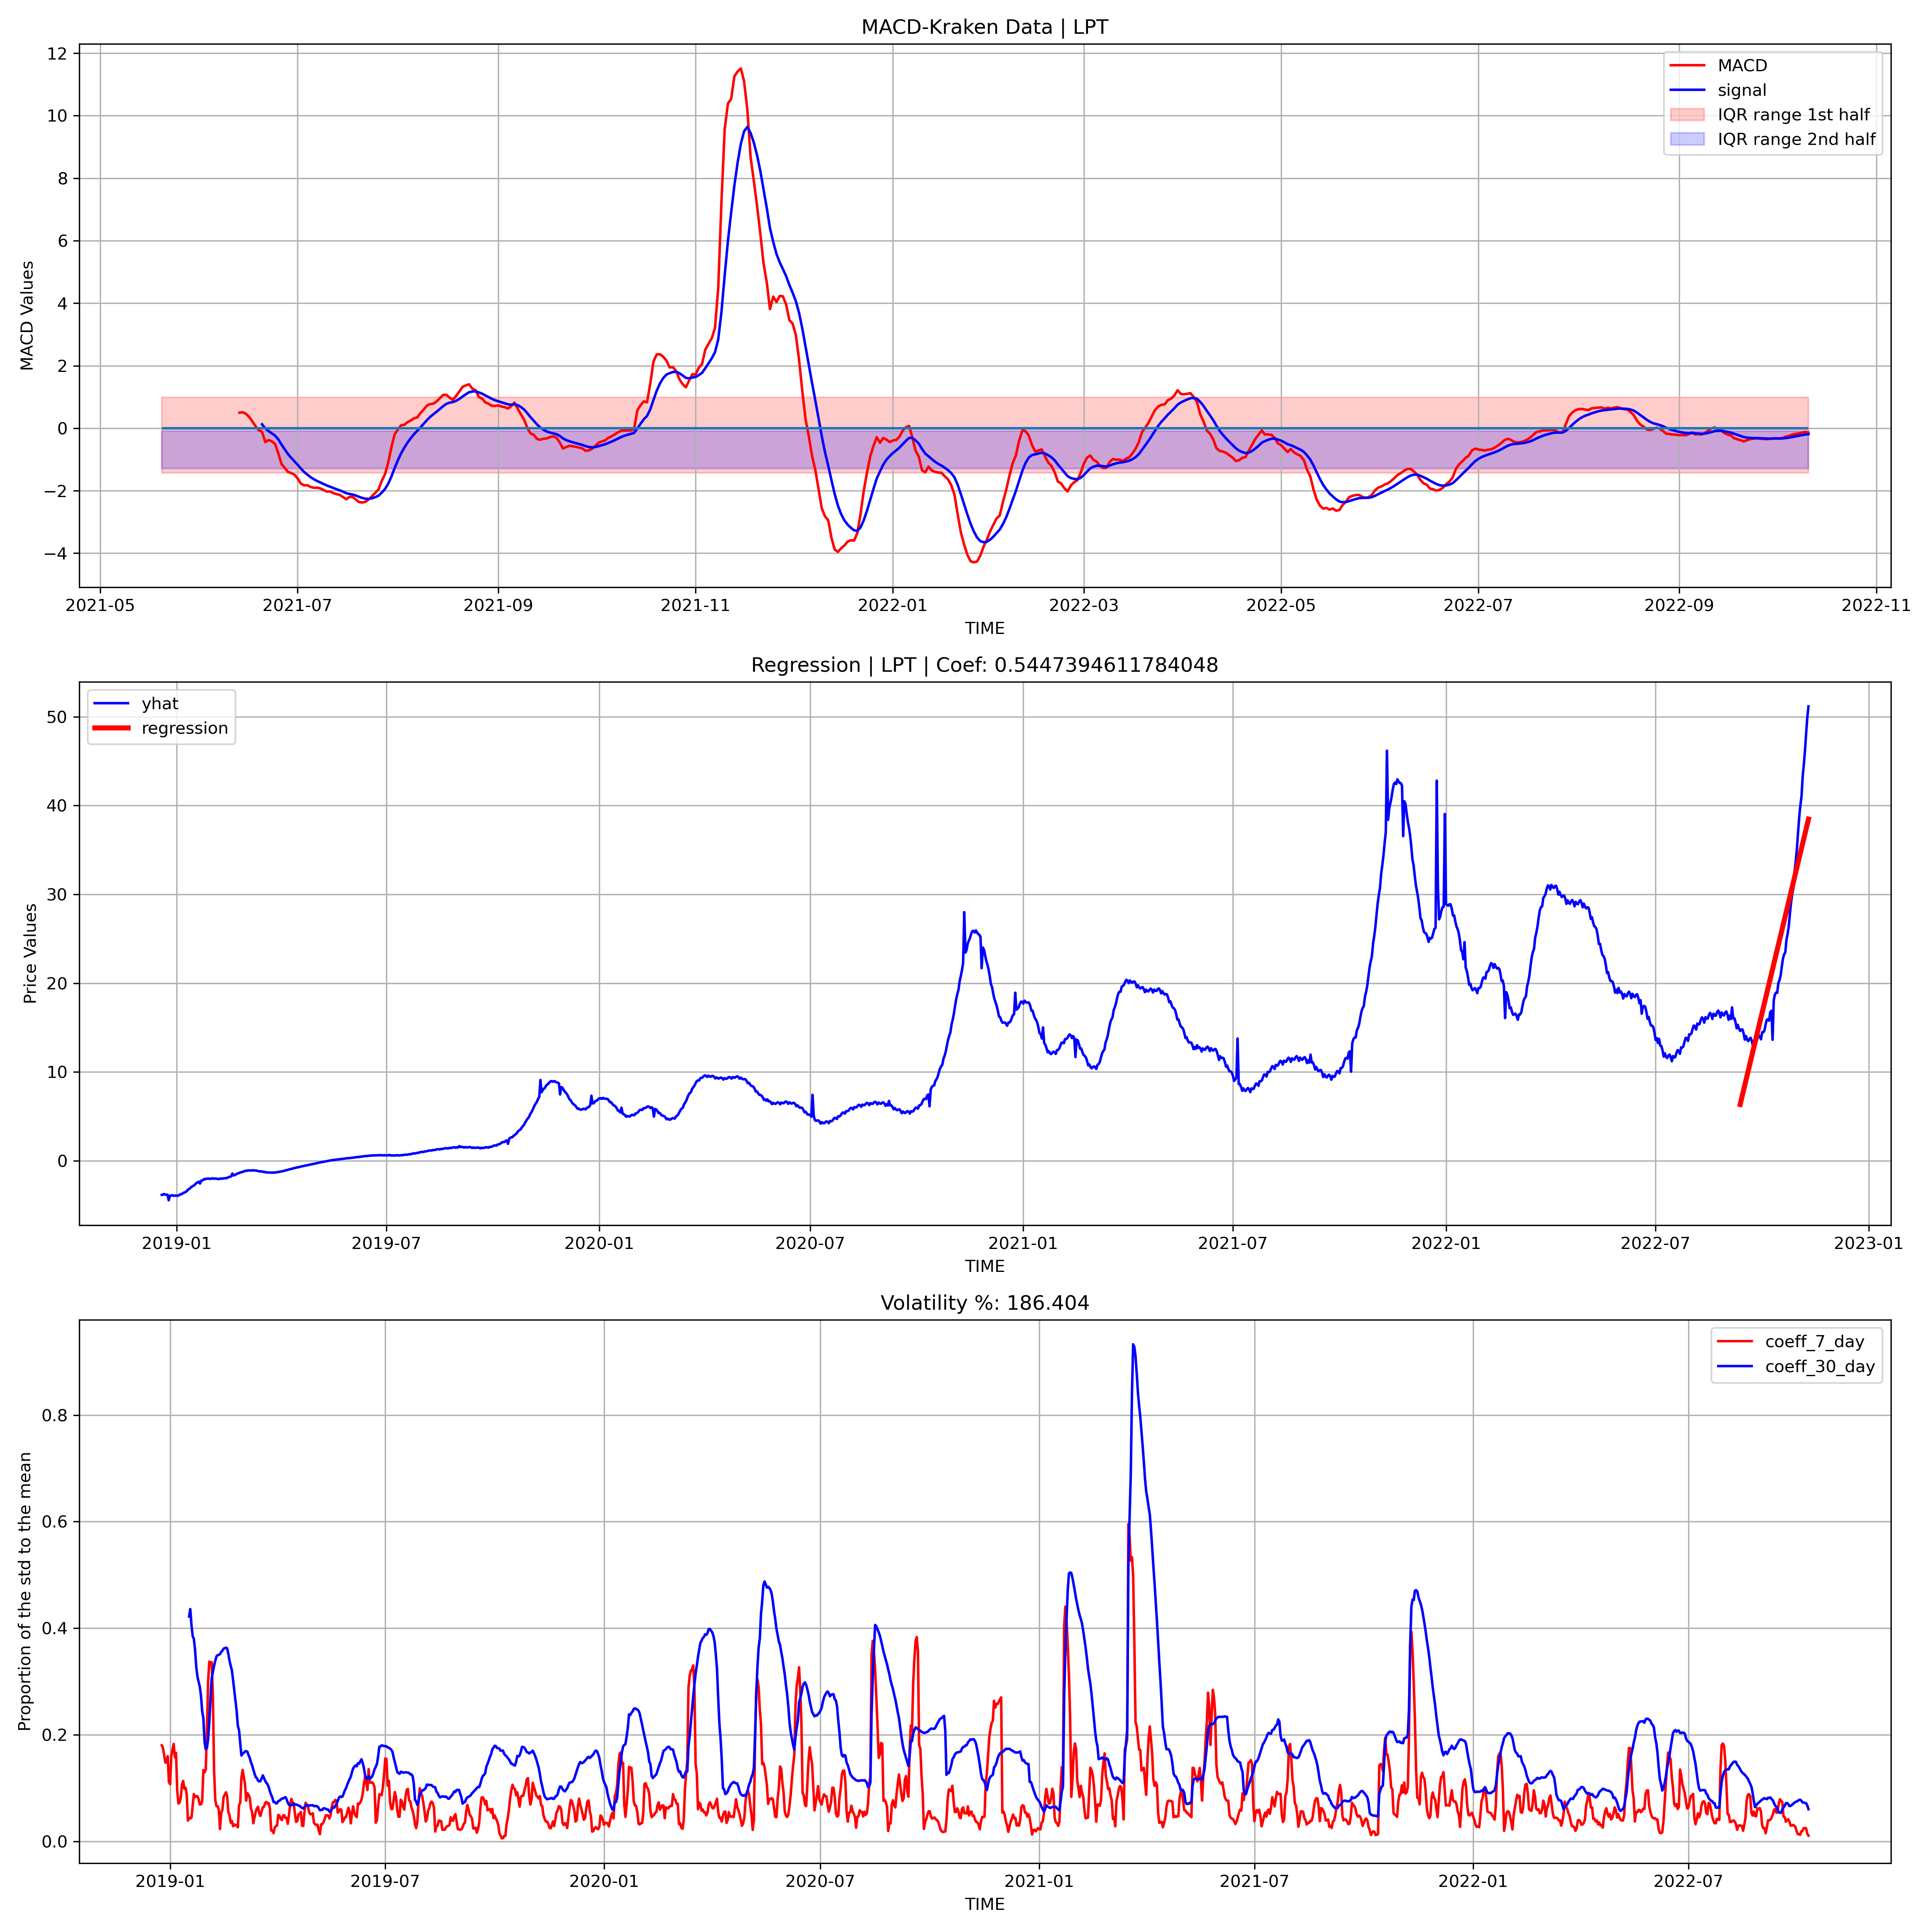 MACD-Kraken Data | LPT
12
10
8
6
4
2
0
−2
−4
MACD Values
MACD
signal
IQR range 1st half
IQR range 2nd half
2021-05 2021-07 2021-09 2021-11 2022-01 2022-03 2022-05 2022-07 2022-09 2022-11
TIME
Regression | LPT | Coef: 0.5447394611784048
50
40
30
20
10
0
Price Values
yhat
regression
2019-01 2019-07 2020-01 2020-07 2021-01 2021-07 2022-01 2022-07 2023-01
TIME
Volatility %: 186.404
0.8
0.6
0.4
0.2
0.0
Proportion of the std to the mean
coeff_7_day
coeff_30_day
2019-01 2019-07 2020-01 2020-07 2021-01 2021-07 2022-01 2022-07
TIME